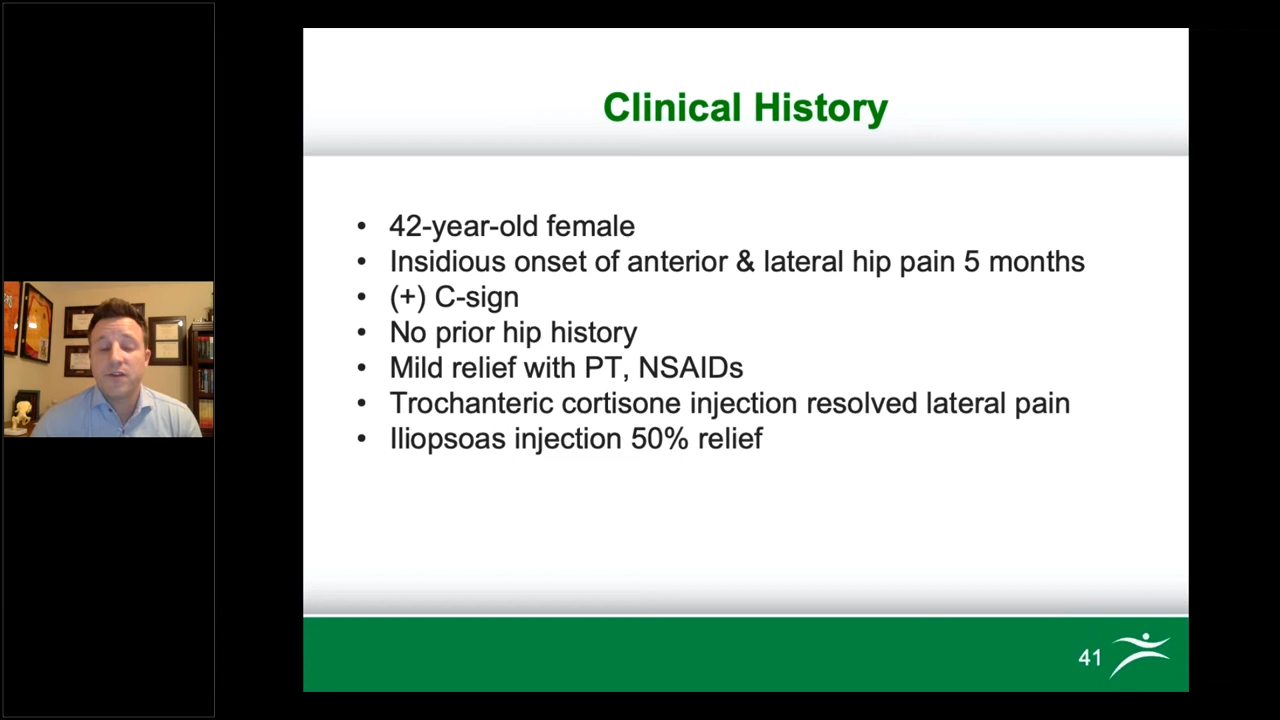 Clinical History
• 42-year-old female
• Insidious onset of anterior & lateral hip pain 5 months
• (+) C-sign
• No prior hip history
• Mild relief with PT, NSAIDs
• Trochanteric cortisone injection resolved lateral pain
• Iliopsoas injection 50% relief
41